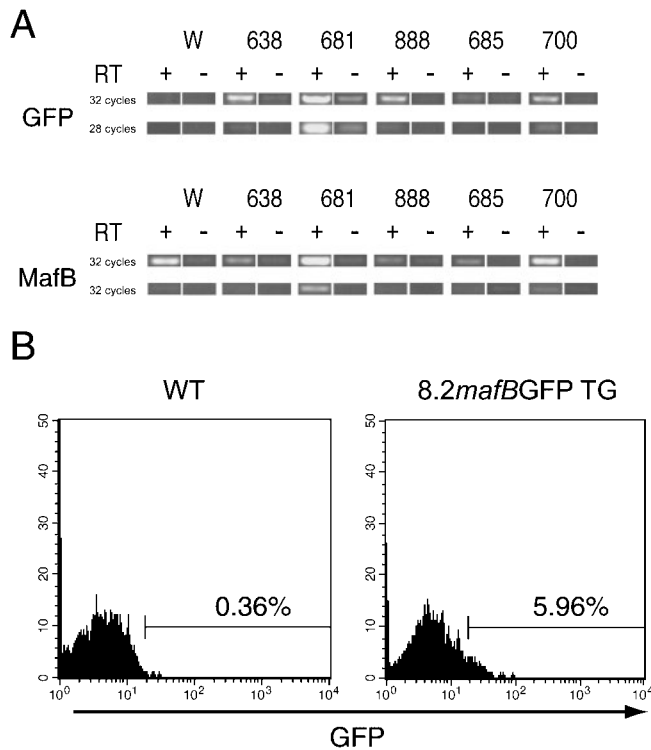 A
W 638 681 888 685 700
RT + - + - + - + - + - + -
32 cycles
GFP
28 cycles
W 638 681 888 685 700
RT + - + - + - + - + - + -
32 cycles
MafB
32 cycles
B
WT 8.2mafBGFP TG
50 50
40 40
30 30
20 20
0.36% 5.96%
10 10
0 0
10⁰ 10¹ 10² 10³ 10⁴ 10⁰ 10¹ 10² 10³ 10⁴
GFP